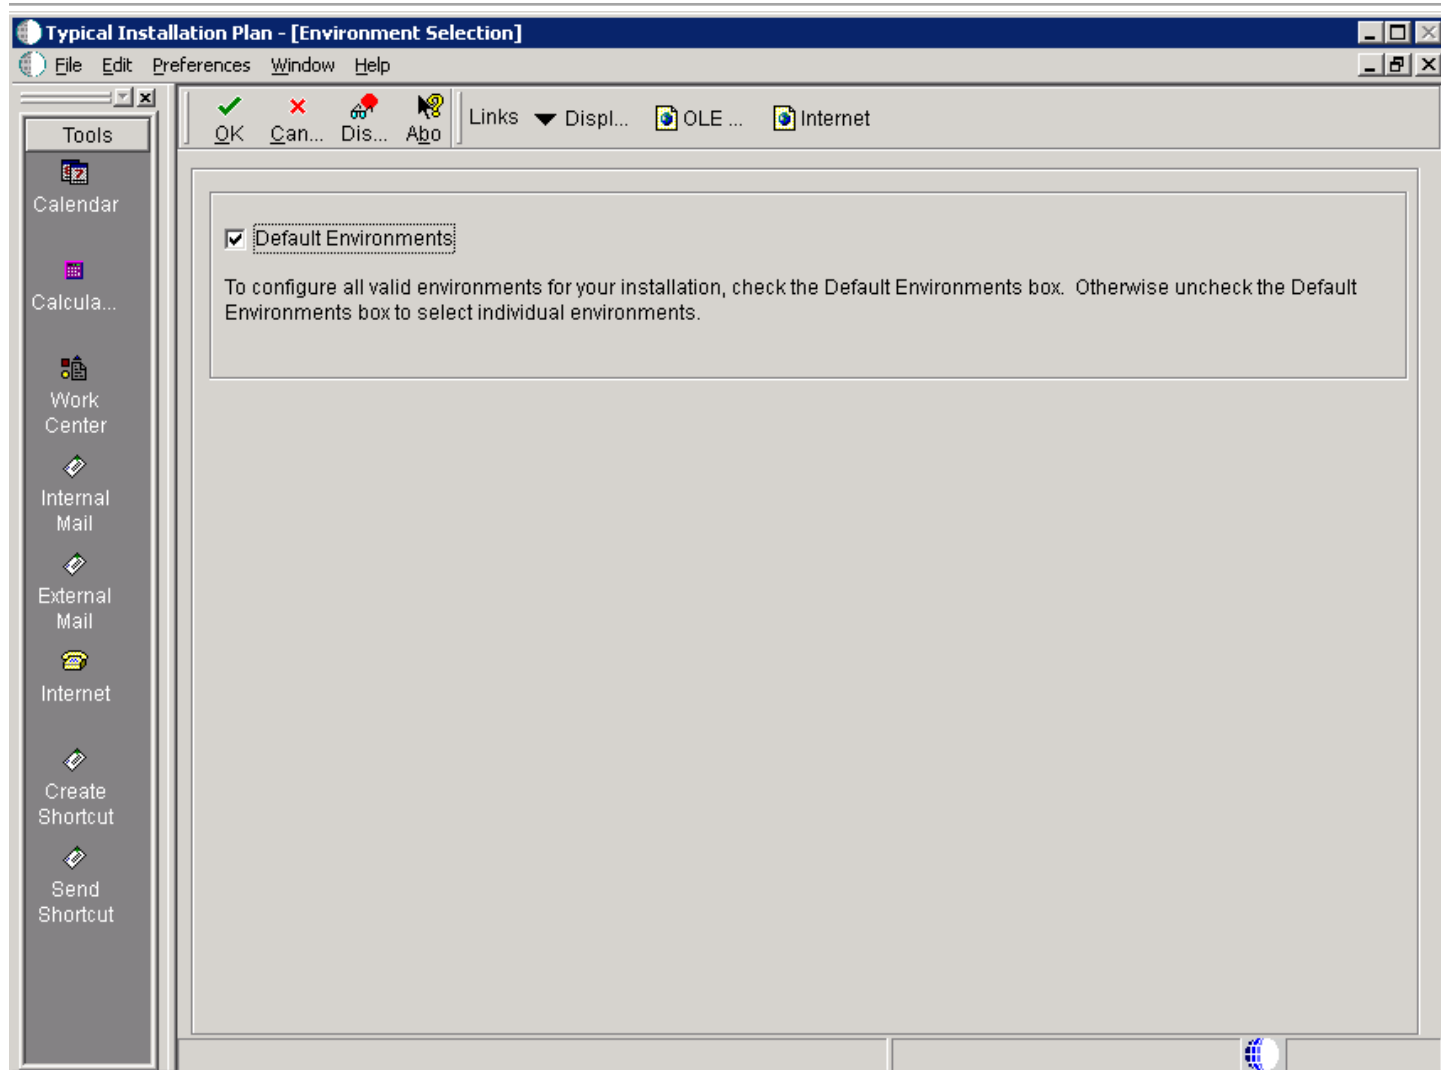 Typical Installation Plan - [Environment Selection]
File Edit Preferences Window Help
Tools
Calendar
Calcula...
Work
Center
Internal
Mail
External
Mail
Internet
Create
Shortcut
Send
Shortcut
OK Can... Dis... Abo Links Displ... OLE ... Internet
Default Environments
To configure all valid environments for your installation, check the Default Environments box. Otherwise uncheck the Default
Environments box to select individual environments.